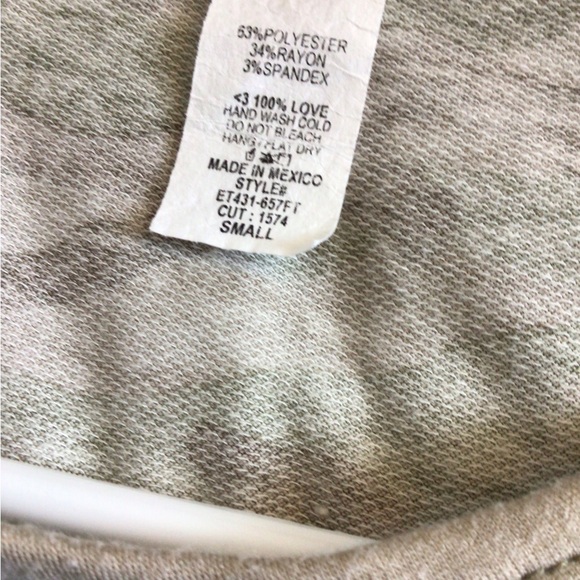 63%POLYESTER
34%RAYON
3%SPANDEX
<3 100% LOVE
HAND WASH COLD
DO NOT BLEACH
HANG/FLAT DRY
MADE IN MEXICO
STYLE#
ET431-657FT
CUT : 1574
SMALL